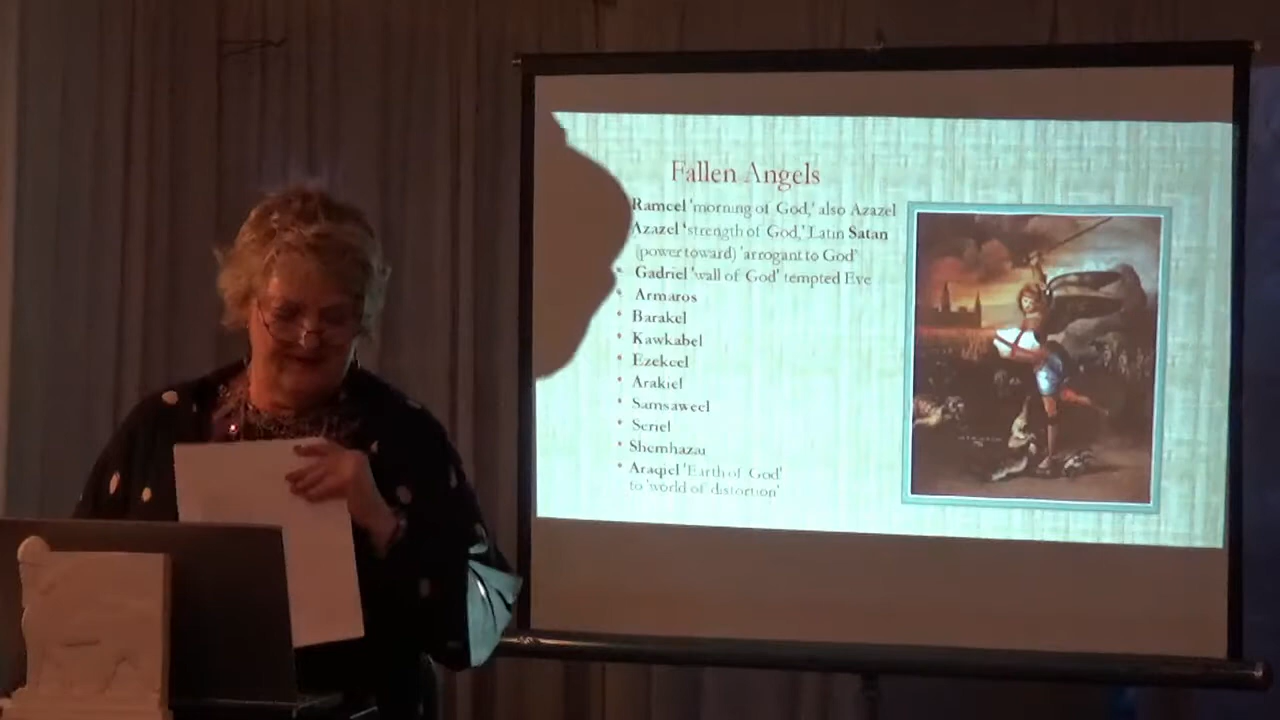 Fallen Angels
Rameel 'morning of God,' also Azazel
Azazel 'strength of God,' Latin Satan
(power toward) 'arrogant to God'
• Gadriel 'wall of God' tempted Eve
• Armaros
• Barakel
• Kawkabel
• Ezekeel
• Arakiel
• Samsaweel
• Seriel
• Shemhazai
• Araqiel 'Earth of God'
to 'world of distortion'